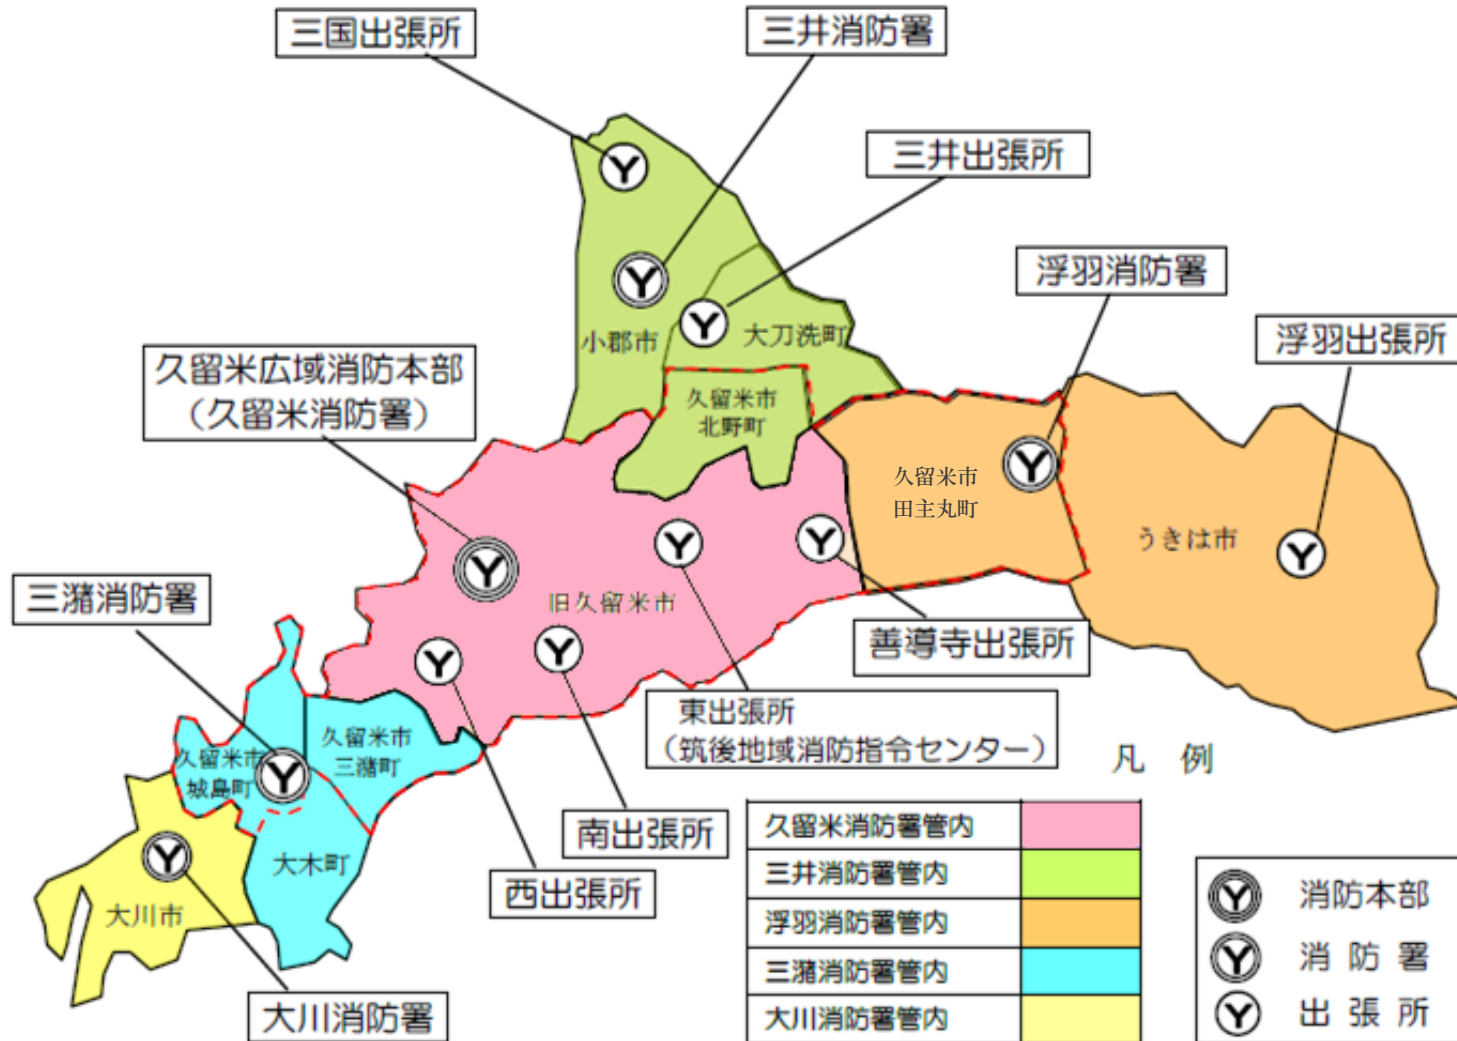 三国出張所
三井消防署
三井出張所
浮羽消防署
浮羽出張所
久留米広域消防本部
（久留米消防署）
小郡市
大刀洗町
久留米市
北野町
久留米市
田主丸町
うきは市
三潴消防署
旧久留米市
善導寺出張所
東出張所
（筑後地域消防指令センター）
久留米市
三潴町
久留米市
城島町
南出張所
西出張所
大木町
大川市
大川消防署
凡 例
久留米消防署管内
三井消防署管内
浮羽消防署管内
三潴消防署管内
大川消防署管内
消防本部
消 防 署
出 張 所